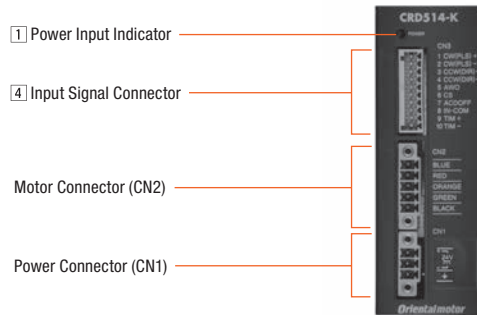 CRD514-K
1 Power Input Indicator
POWER
CN3
1 CW(PLS) +
2 CW(PLS) −
3 CCW(DIR) +
4 CCW(DIR) −
5 AWO
6 CS
7 ACDOFF
8 IN-COM
9 TIM +
10 TIM −
4 Input Signal Connector
CN2
BLUE
RED
ORANGE
GREEN
BLACK
Motor Connector (CN2)
CN1
24V
Power Connector (CN1)
Orientalmotor